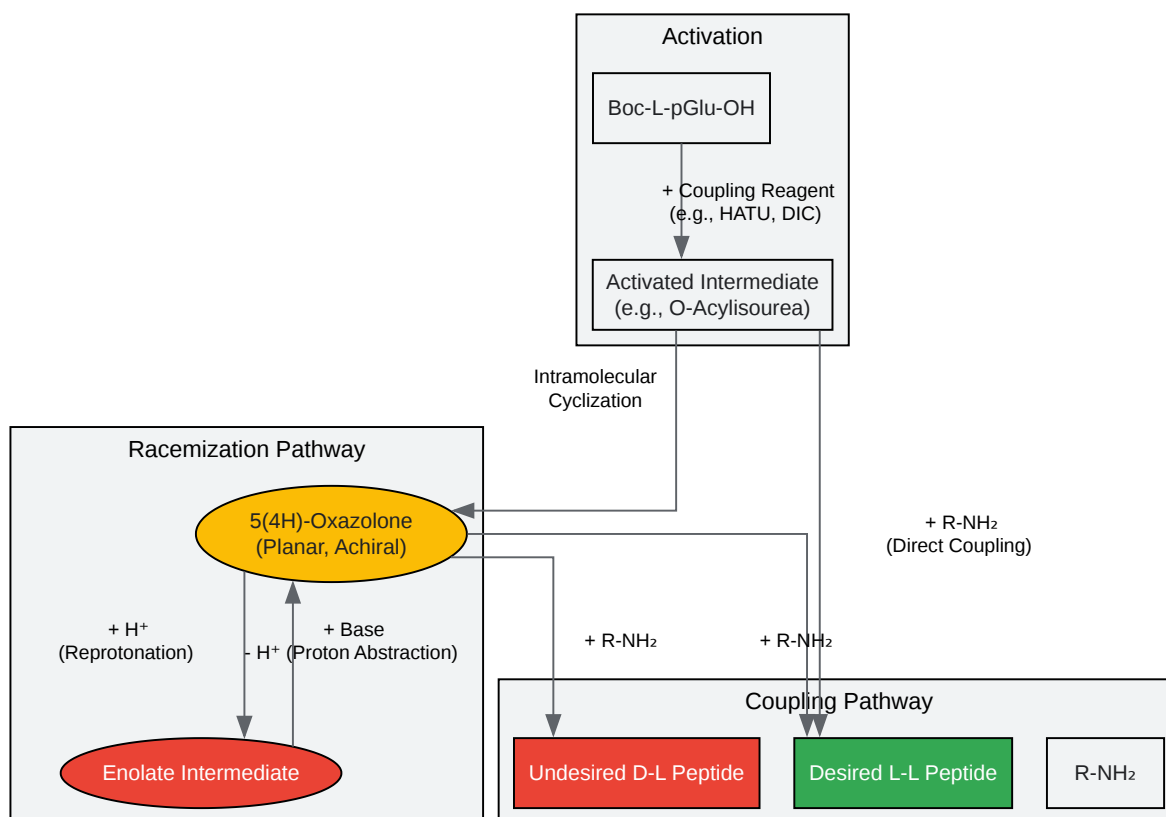 Activation
Boc-L-pGlu-OH
+ Coupling Reagent
(e.g., HATU, DIC)
Activated Intermediate
(e.g., O-Acylisourea)
Intramolecular
Cyclization
Racemization Pathway
5(4H)-Oxazolone
(Planar, Achiral)
+ R-NH₂
(Direct Coupling)
+ H⁺
(Reprotonation)
+ Base
- H⁺ (Proton Abstraction)
+ R-NH₂
+ R-NH₂
Coupling Pathway
Enolate Intermediate
Undesired D-L Peptide
Desired L-L Peptide
R-NH₂